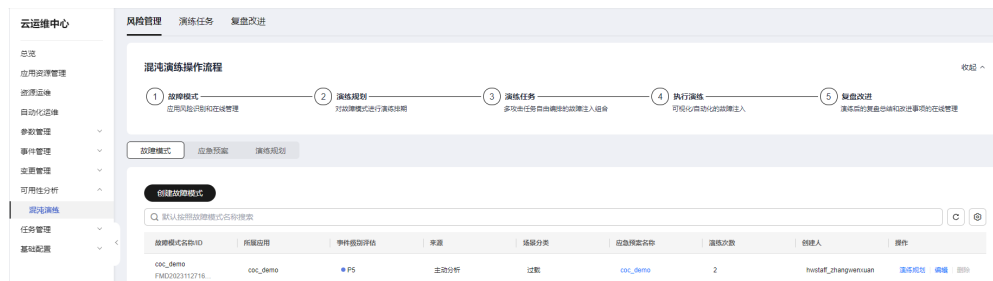 云运维中心
总览
应用资源管理
资源运维
自动化运维
参数管理
事件管理
变更管理
可用性分析
混沌演练
任务管理
基础配置
风险管理 演练任务 复盘改进
混沌演练操作流程 收起
1 故障模式 2 演练规划 3 演练任务 4 执行演练 5 复盘改进
应用风险识别和在线管理 对故障模式进行演练排期 多攻击任务自由编排的故障注入组合 可视化/自动化的故障注入 演练后的复盘总结和改进事项的在线管理
故障模式 应急预案 演练规划
创建故障模式
默认按照故障模式名称搜索
故障模式名称/ID 所属应用 事件级别评估 来源 场景分类 应急预案名称 演练次数 创建人 操作
coc_demo
FMD2023112716... coc_demo P5 主动分析 过载 coc_demo 2 hwstaff_zhangwenxuan 演练规划 编辑 删除